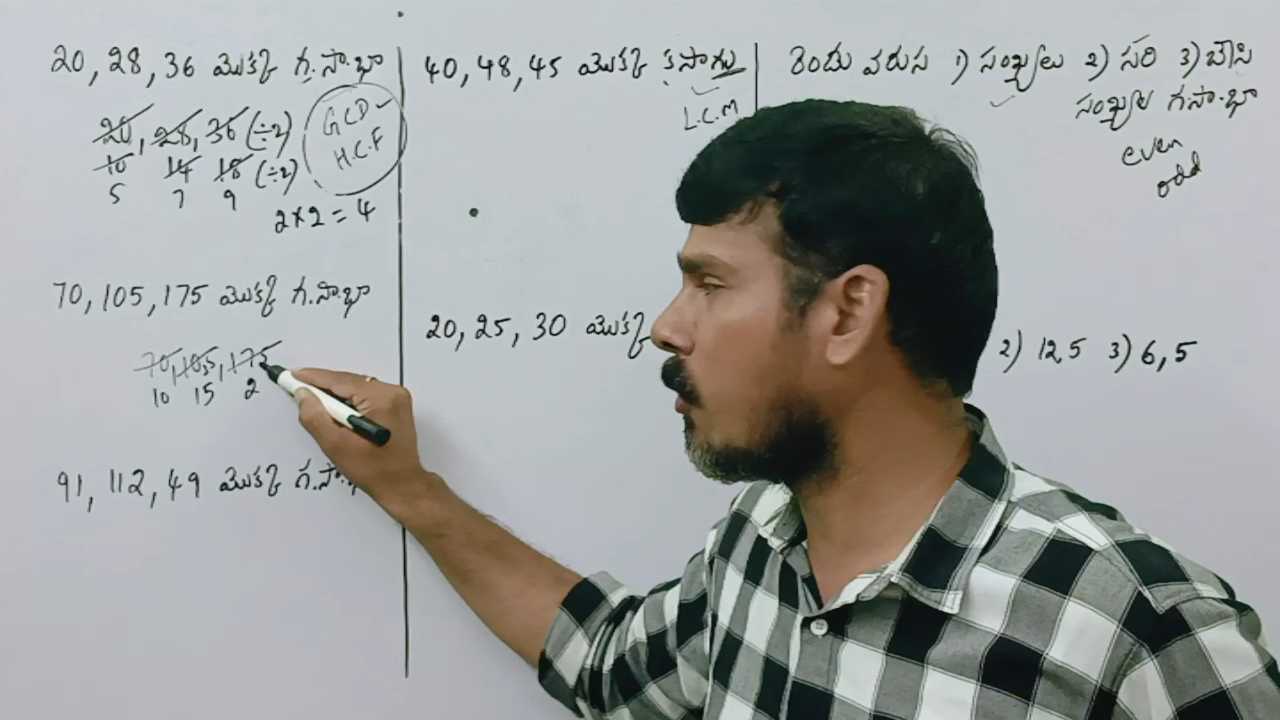 20, 28, 36 మొక్క గ.సా.భా
20, 28, 36 (÷2)
10 14 18 (÷2)
5 7 9
2×2 = 4
GCD
H.C.F
70, 105, 175 మొక్క గ.సా.భా
70, 105, 175
10 15 2
91, 112, 49 మొక్క గ.సా.
40, 48, 45 మొక్క కసాగు
L.C.M
20, 25, 30 మొక్క
రెండు వరుస 1) సంఖ్యలు 2) సరి 3) బేసి
సంఖ్యల గసా.భా
even
odd
2) 12,5 3) 6,5